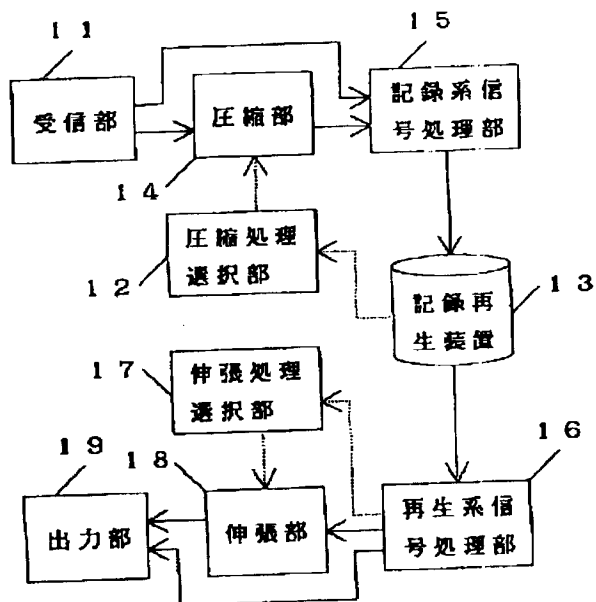 １１
受信部
圧縮部
１４
１５
記録系信
号処理部
圧縮処理
選択部
１２
記録再
生装置
１３
１７
伸張処理
選択部
１９
出力部
１８
伸張部
１６
再生系信
号処理部